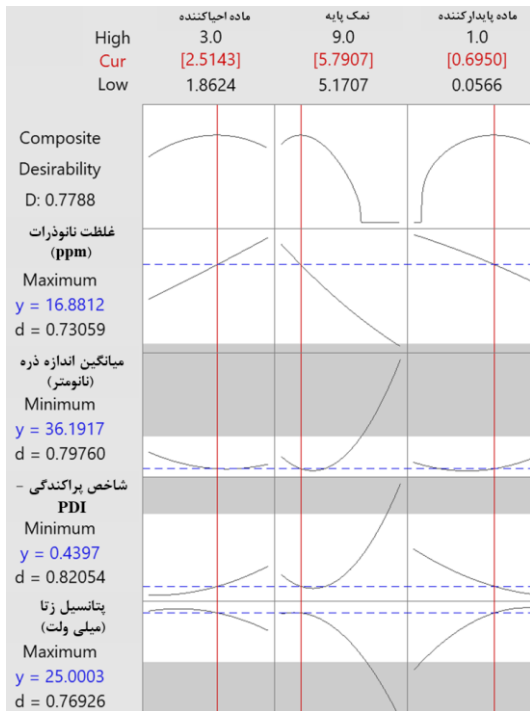 ماده احیاکننده نمک پایه ماده پایدارکننده
High 3.0 9.0 1.0
Cur [2.5143] [5.7907] [0.6950]
Low 1.8624 5.1707 0.0566
Composite
Desirability
D: 0.7788
غلظت نانوذرات
(ppm)
Maximum
y = 16.8812
d = 0.73059
میانگین اندازه ذره
(نانومتر)
Minimum
y = 36.1917
d = 0.79760
شاخص پراکندگی –
PDI
Minimum
y = 0.4397
d = 0.82054
پتانسیل زتا
(میلی ولت)
Maximum
y = 25.0003
d = 0.76926